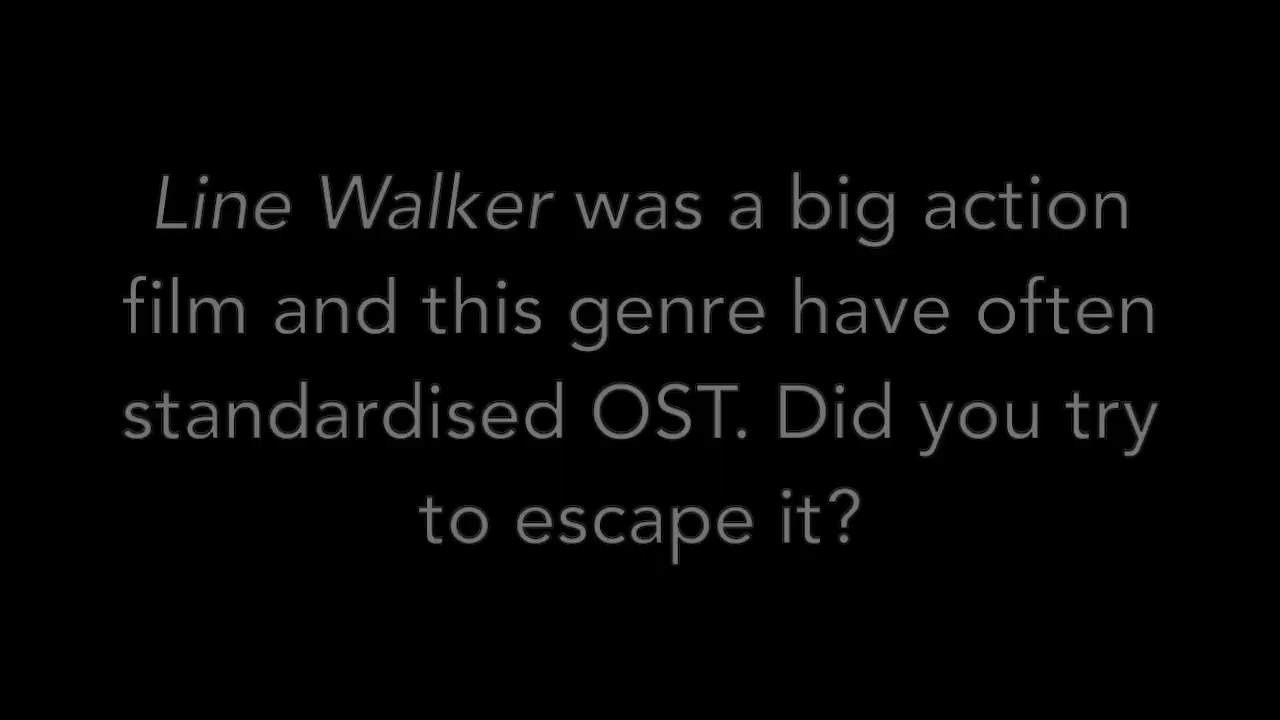 Line Walker was a big action
film and this genre have often
standardised OST. Did you try
to escape it?